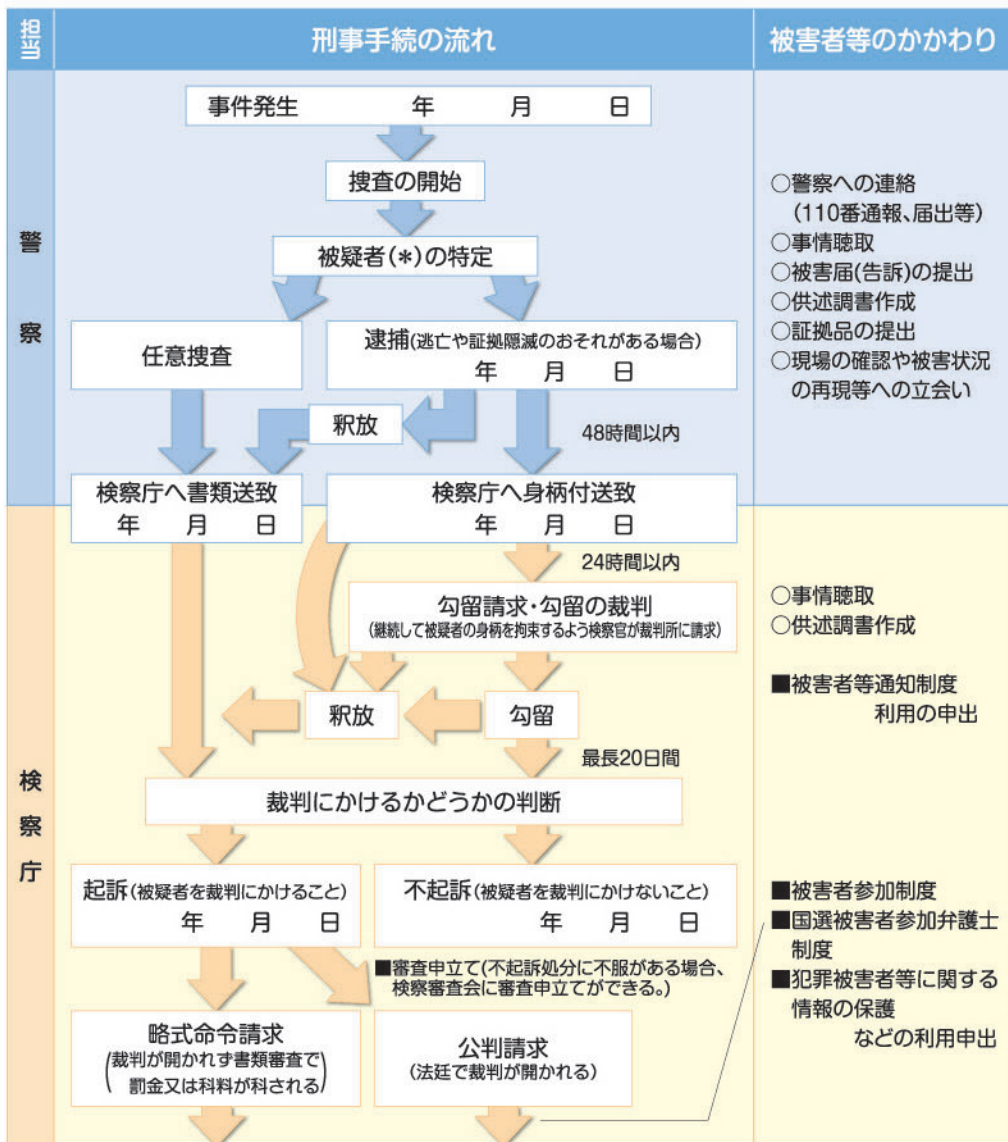 担当
刑事手続の流れ
被害者等のかかわり
警察
事件発生 年 月 日
捜査の開始
被疑者(*)の特定
任意捜査
逮捕(逃亡や証拠隠滅のおそれがある場合)
年 月 日
釈放
48時間以内
検察庁へ書類送致
年 月 日
検察庁へ身柄付送致
年 月 日
○警察への連絡
(110番通報、届出等)
○事情聴取
○被害届(告訴)の提出
○供述調書作成
○証拠品の提出
○現場の確認や被害状況
の再現等への立会い
検察庁
24時間以内
勾留請求・勾留の裁判
(継続して被疑者の身柄を拘束するよう検察官が裁判所に請求)
釈放
勾留
最長20日間
裁判にかけるかどうかの判断
起訴(被疑者を裁判にかけること)
年 月 日
不起訴(被疑者を裁判にかけないこと)
年 月 日
■審査申立て(不起訴処分に不服がある場合、
検察審査会に審査申立てができる。)
略式命令請求
(裁判が開かれず書類審査で
罰金又は科料が科される)
公判請求
(法廷で裁判が開かれる)
○事情聴取
○供述調書作成
■被害者等通知制度
利用の申出
■被害者参加制度
■国選被害者参加弁護士
制度
■犯罪被害者等に関する
情報の保護
などの利用申出